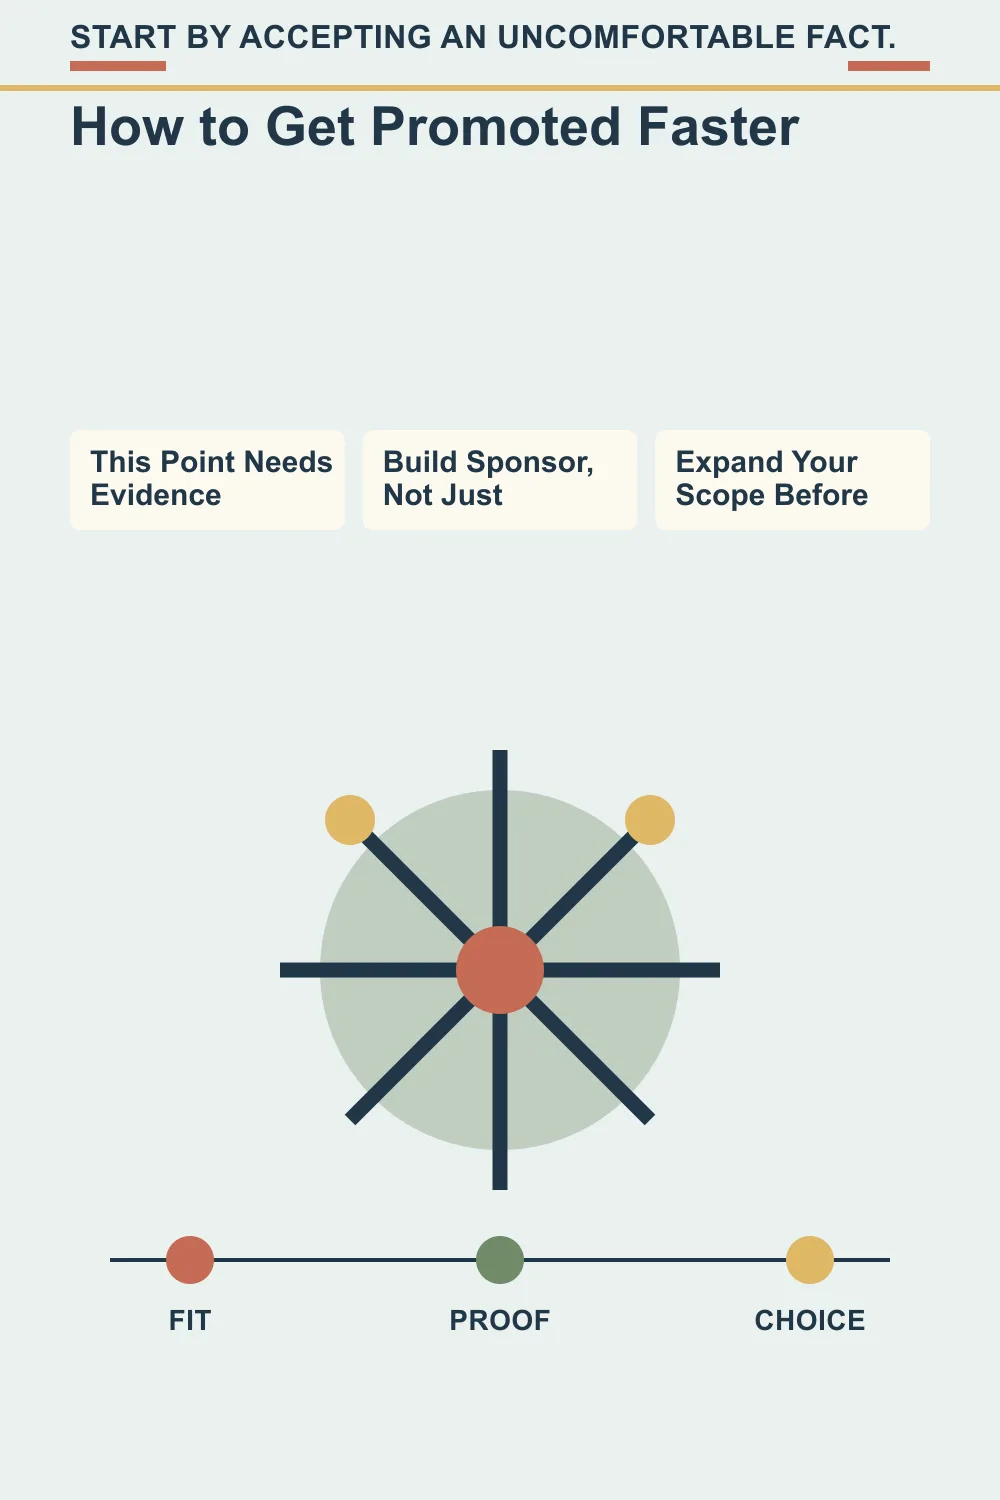 START BY ACCEPTING AN UNCOMFORTABLE FACT.
How to Get Promoted Faster
This Point Needs
Evidence
Build Sponsor,
Not Just
Expand Your
Scope Before
FIT
PROOF
CHOICE